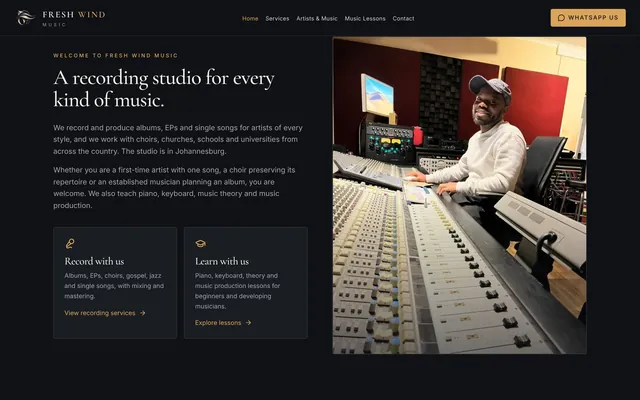 FRESH WIND
MUSIC
Home Services Artists & Music Music Lessons Contact
WHATSAPP US
WELCOME TO FRESH WIND MUSIC
A recording studio for every
kind of music.
We record and produce albums, EPs and single songs for artists of every
style, and we work with choirs, churches, schools and universities from
across the country. The studio is in Johannesburg.
Whether you are a first-time artist with one song, a choir preserving its
repertoire or an established musician planning an album, you are
welcome. We also teach piano, keyboard, music theory and music
production.
Record with us
Albums, EPs, choirs, gospel, jazz
and single songs, with mixing and
mastering.
View recording services →
Learn with us
Piano, keyboard, theory and
music production lessons for
beginners and developing
musicians.
Explore lessons →